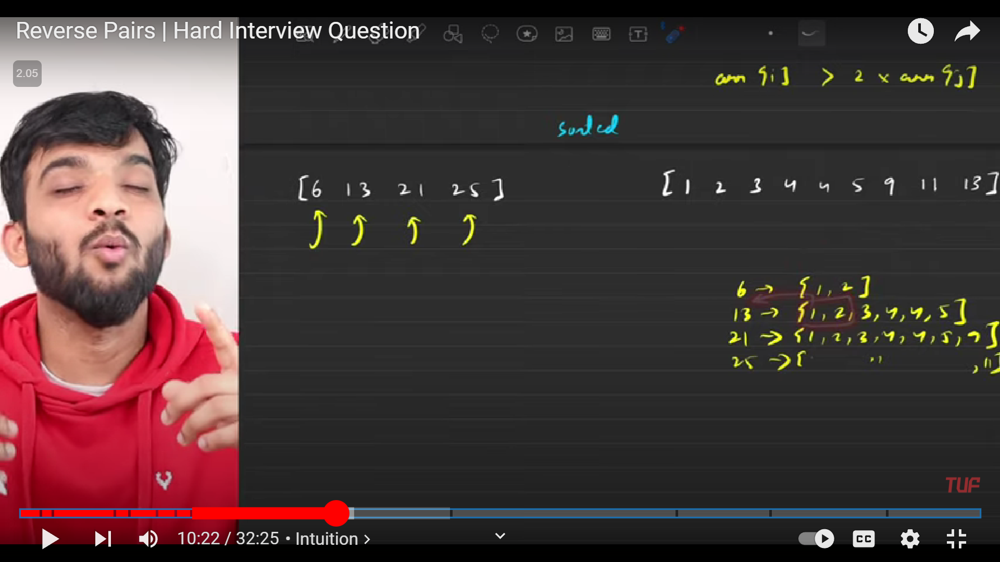 Reverse Pairs | Hard Interview Question
2.05
arr[i] > 2 x arr[j]
sorted
[6 13 21 25]
[1 2 3 4 4 5 9 11 13]
6 → [1, 2]
13 → [1, 2, 3, 4, 4, 5]
21 → [1, 2, 3, 4, 4, 5, 9]
25 → [ " , 11]
TUF
10:22 / 32:25 • Intuition >
CC